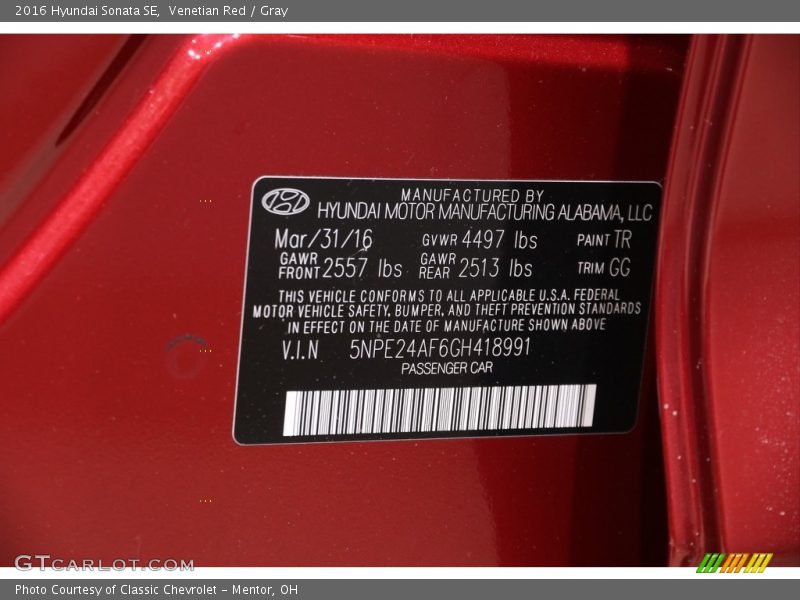 2016 Hyundai Sonata SE, Venetian Red / Gray
MANUFACTURED BY
HYUNDAI MOTOR MANUFACTURING ALABAMA, LLC
Mar/31/16 GVWR 4497 lbs PAINT TR
GAWR FRONT 2557 lbs GAWR REAR 2513 lbs TRIM GG
THIS VEHICLE CONFORMS TO ALL APPLICABLE U.S.A. FEDERAL
MOTOR VEHICLE SAFETY, BUMPER, AND THEFT PREVENTION STANDARDS
IN EFFECT ON THE DATE OF MANUFACTURE SHOWN ABOVE
V.I.N 5NPE24AF6GH418991
PASSENGER CAR
GTCARLOT.COM
Photo Courtesy of Classic Chevrolet - Mentor, OH